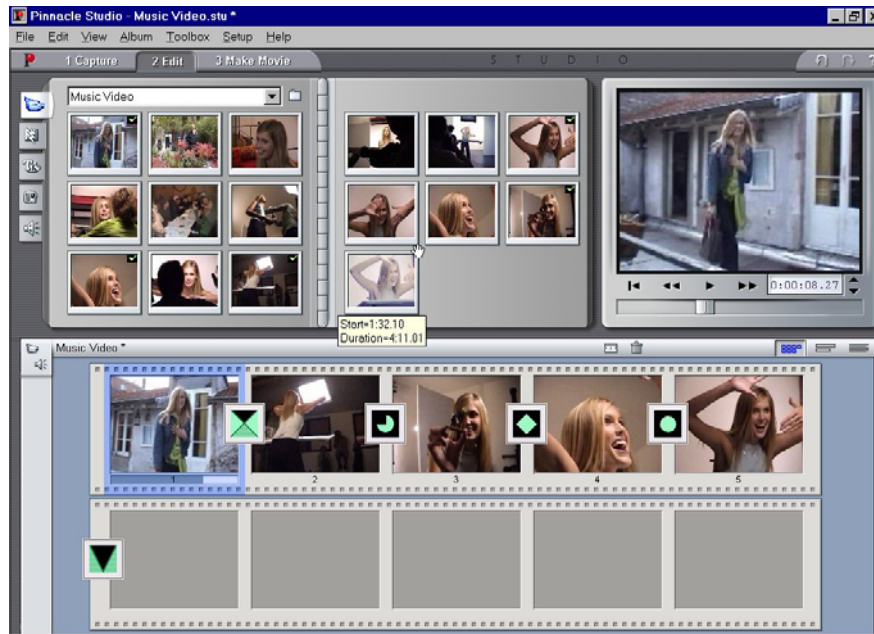 Pinnacle Studio - Music Video.stu *
File Edit View Album Toolbox Setup Help
1 Capture 2 Edit 3 Make Movie S T U D I O
Music Video
0:00:08.27
Start=1:32.10
Duration=4:11.01
Music Video *
1 2 3 4 5